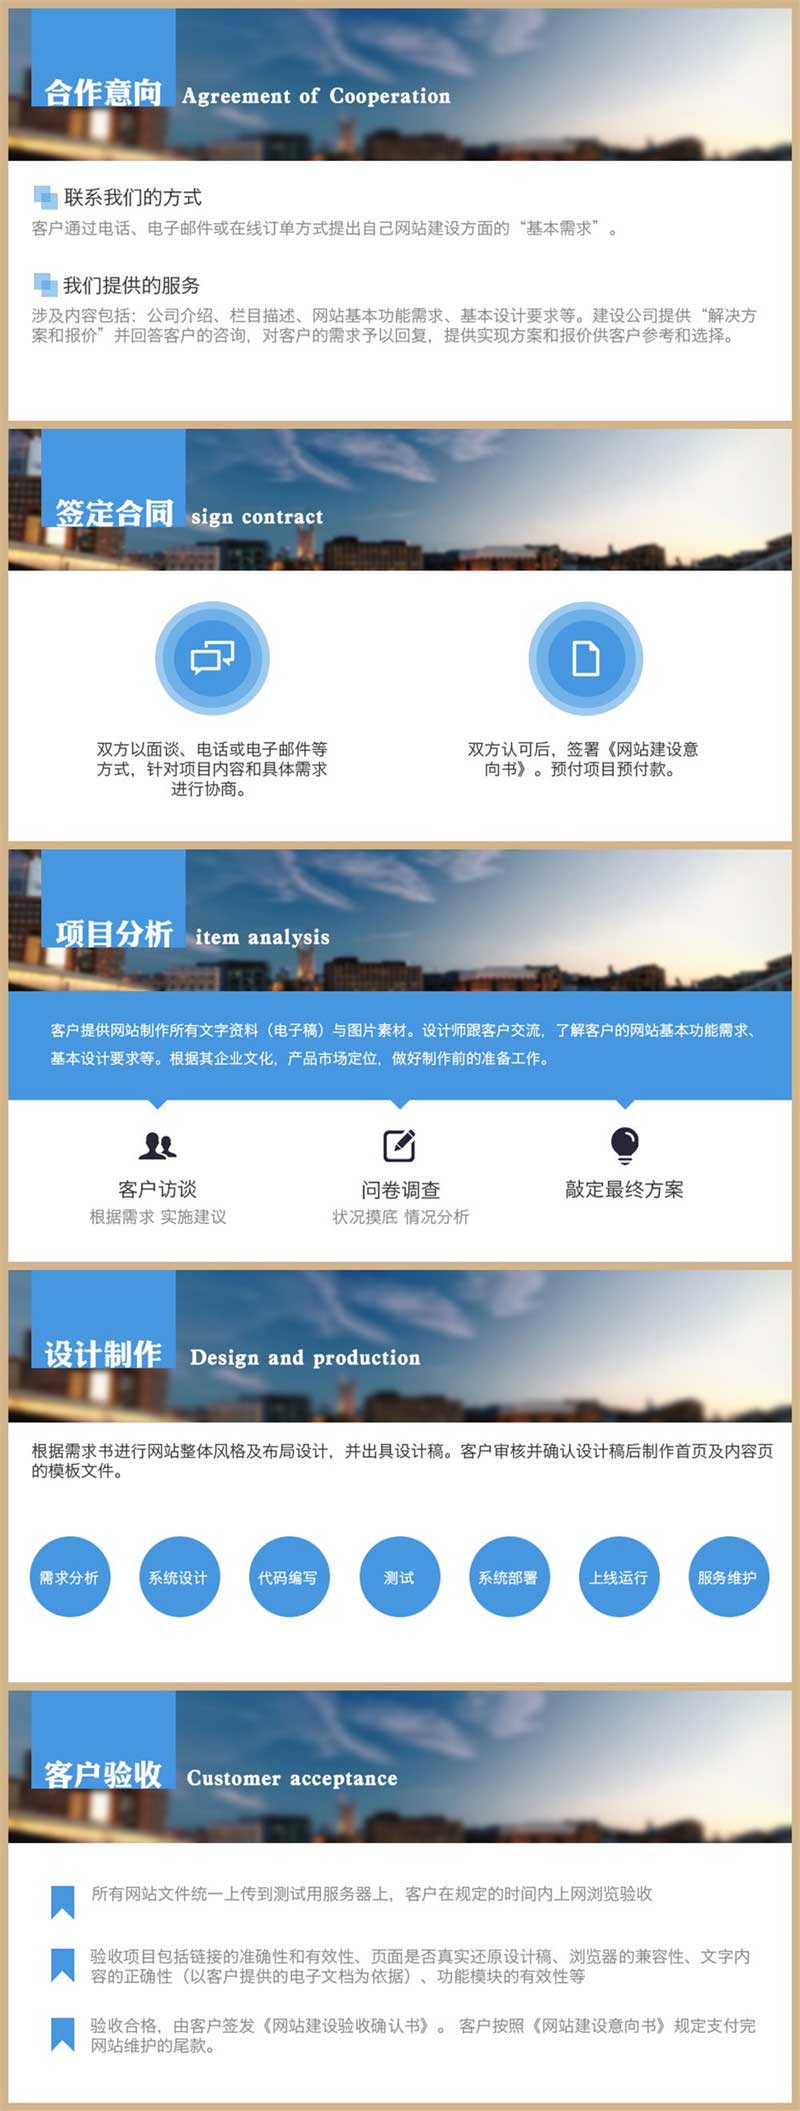 合作意向 Agreement of Cooperation
联系我们的方式
客户通过电话、电子邮件或在线订单方式提出自己网站建设方面的“基本需求”。
我们提供的服务
涉及内容包括：公司介绍、栏目描述、网站基本功能需求、基本设计要求等。建设公司提供“解决方
案和报价”并回答客户的咨询，对客户的需求予以回复，提供实现方案和报价供客户参考和选择。
签定合同 sign contract
双方以面谈、电话或电子邮件等
方式，针对项目内容和具体需求
进行协商。
双方认可后，签署《网站建设意
向书》。预付项目预付款。
项目分析 item analysis
客户提供网站制作所有文字资料（电子稿）与图片素材。设计师跟客户交流，了解客户的网站基本功能需求、
基本设计要求等。根据其企业文化，产品市场定位，做好制作前的准备工作。
客户访谈
根据需求 实施建议
问卷调查
状况摸底 情况分析
敲定最终方案
设计制作 Design and production
根据需求书进行网站整体风格及布局设计，并出具设计稿。客户审核并确认设计稿后制作首页及内容页
的模板文件。
需求分析
系统设计
代码编写
测试
系统部署
上线运行
服务维护
客户验收 Customer acceptance
所有网站文件统一上传到测试用服务器上，客户在规定的时间内上网浏览验收
验收项目包括链接的准确性和有效性、页面是否真实还原设计稿、浏览器的兼容性、文字内
容的正确性（以客户提供的电子文档为依据）、功能模块的有效性等
验收合格，由客户签发《网站建设验收确认书》。 客户按照《网站建设意向书》规定支付完
网站维护的尾款。